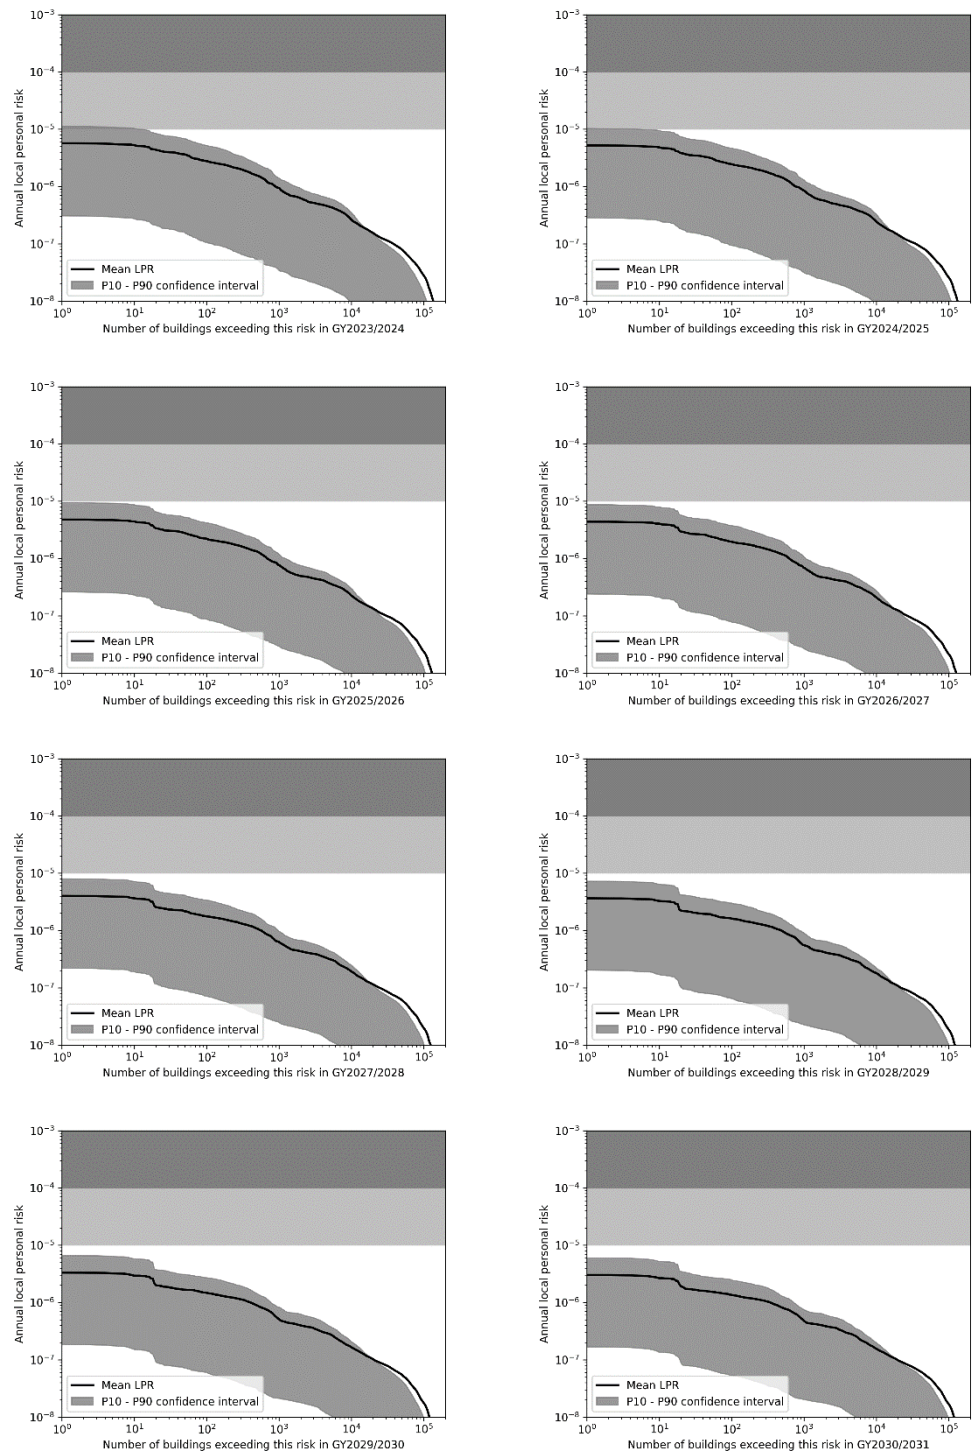 10⁻³
10⁻⁴
10⁻⁵
10⁻⁶
10⁻⁷
10⁻⁸
Annual local personal risk
Mean LPR
P10 - P90 confidence interval
10⁰ 10¹ 10² 10³ 10⁴ 10⁵
Number of buildings exceeding this risk in GY2023/2024
10⁻³
10⁻⁴
10⁻⁵
10⁻⁶
10⁻⁷
10⁻⁸
Annual local personal risk
Mean LPR
P10 - P90 confidence interval
10⁰ 10¹ 10² 10³ 10⁴ 10⁵
Number of buildings exceeding this risk in GY2024/2025
10⁻³
10⁻⁴
10⁻⁵
10⁻⁶
10⁻⁷
10⁻⁸
Annual local personal risk
Mean LPR
P10 - P90 confidence interval
10⁰ 10¹ 10² 10³ 10⁴ 10⁵
Number of buildings exceeding this risk in GY2025/2026
10⁻³
10⁻⁴
10⁻⁵
10⁻⁶
10⁻⁷
10⁻⁸
Annual local personal risk
Mean LPR
P10 - P90 confidence interval
10⁰ 10¹ 10² 10³ 10⁴ 10⁵
Number of buildings exceeding this risk in GY2026/2027
10⁻³
10⁻⁴
10⁻⁵
10⁻⁶
10⁻⁷
10⁻⁸
Annual local personal risk
Mean LPR
P10 - P90 confidence interval
10⁰ 10¹ 10² 10³ 10⁴ 10⁵
Number of buildings exceeding this risk in GY2027/2028
10⁻³
10⁻⁴
10⁻⁵
10⁻⁶
10⁻⁷
10⁻⁸
Annual local personal risk
Mean LPR
P10 - P90 confidence interval
10⁰ 10¹ 10² 10³ 10⁴ 10⁵
Number of buildings exceeding this risk in GY2028/2029
10⁻³
10⁻⁴
10⁻⁵
10⁻⁶
10⁻⁷
10⁻⁸
Annual local personal risk
Mean LPR
P10 - P90 confidence interval
10⁰ 10¹ 10² 10³ 10⁴ 10⁵
Number of buildings exceeding this risk in GY2029/2030
10⁻³
10⁻⁴
10⁻⁵
10⁻⁶
10⁻⁷
10⁻⁸
Annual local personal risk
Mean LPR
P10 - P90 confidence interval
10⁰ 10¹ 10² 10³ 10⁴ 10⁵
Number of buildings exceeding this risk in GY2030/2031